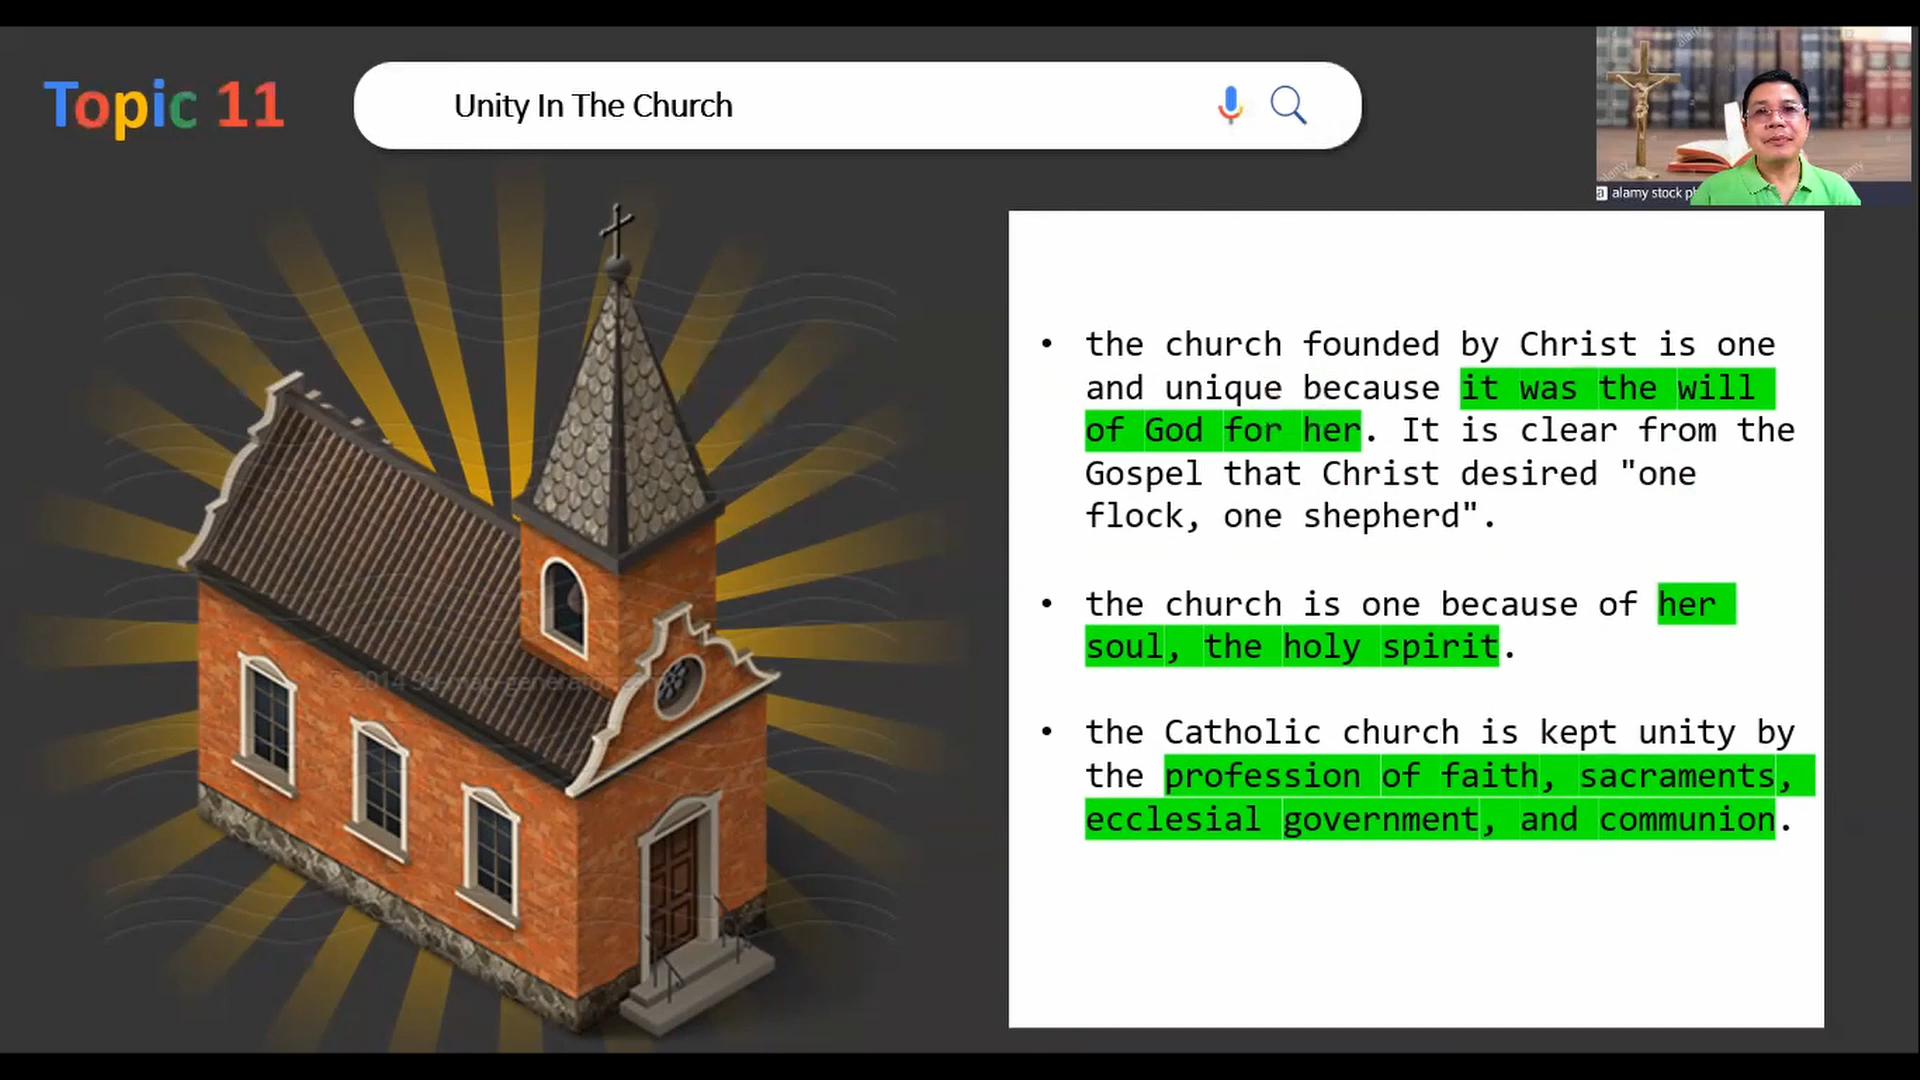 Topic 11
Unity In The Church
alamy stock ph
• the church founded by Christ is one
and unique because it was the will
of God for her. It is clear from the
Gospel that Christ desired "one
flock, one shepherd".
• the church is one because of her
soul, the holy spirit.
• the Catholic church is kept unity by
the profession of faith, sacraments,
ecclesial government, and communion.